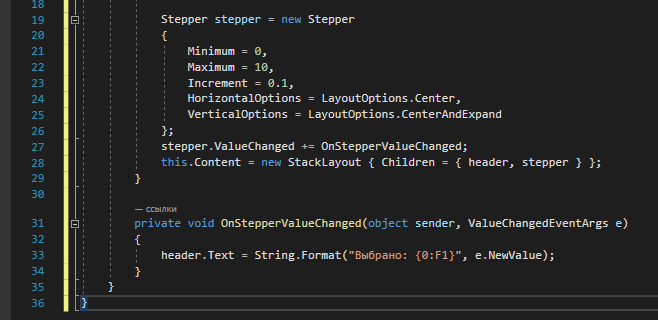 18
19 Stepper stepper = new Stepper
20 {
21 Minimum = 0,
22 Maximum = 10,
23 Increment = 0.1,
24 HorizontalOptions = LayoutOptions.Center,
25 VerticalOptions = LayoutOptions.CenterAndExpand
26 };
27 stepper.ValueChanged += OnStepperValueChanged;
28 this.Content = new StackLayout { Children = { header, stepper } };
29 }
30
— ссылки
31 private void OnStepperValueChanged(object sender, ValueChangedEventArgs e)
32 {
33 header.Text = String.Format("Выбрано: {0:F1}", e.NewValue);
34 }
35 }
36 }